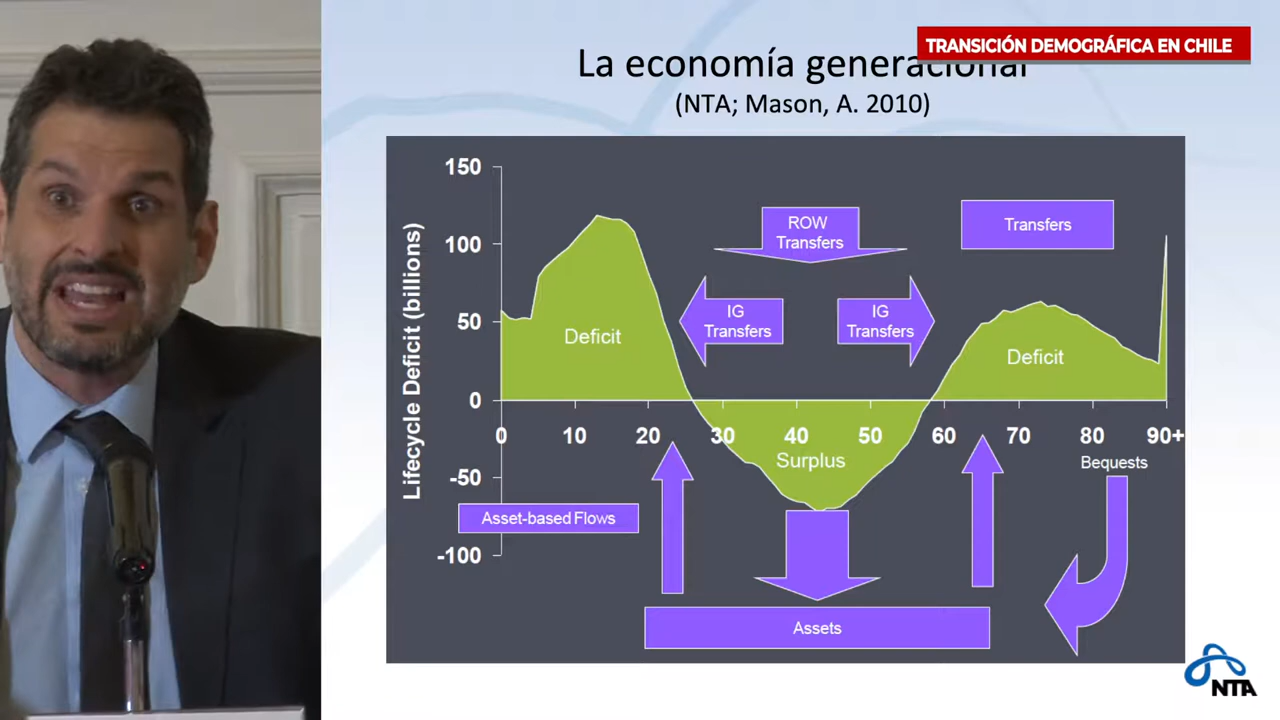 TRANSICIÓN DEMOGRÁFICA EN CHILE
La economía generacional
(NTA; Mason, A. 2010)
Lifecycle Deficit (billions)
150
100
50
0
-50
-100
0 10 20 30 40 50 60 70 80 90+
ROW
Transfers
Transfers
IG
Transfers
IG
Transfers
Deficit
Deficit
Surplus
Bequests
Asset-based Flows
Assets
NTA